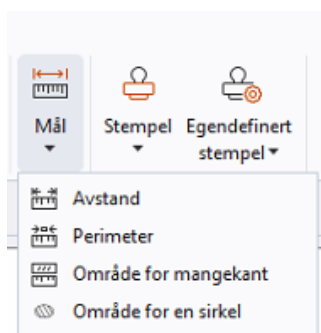 Mål
Stempel
Egendefinert
stempel
Avstand
Perimeter
Område for mangekant
Område for en sirkel